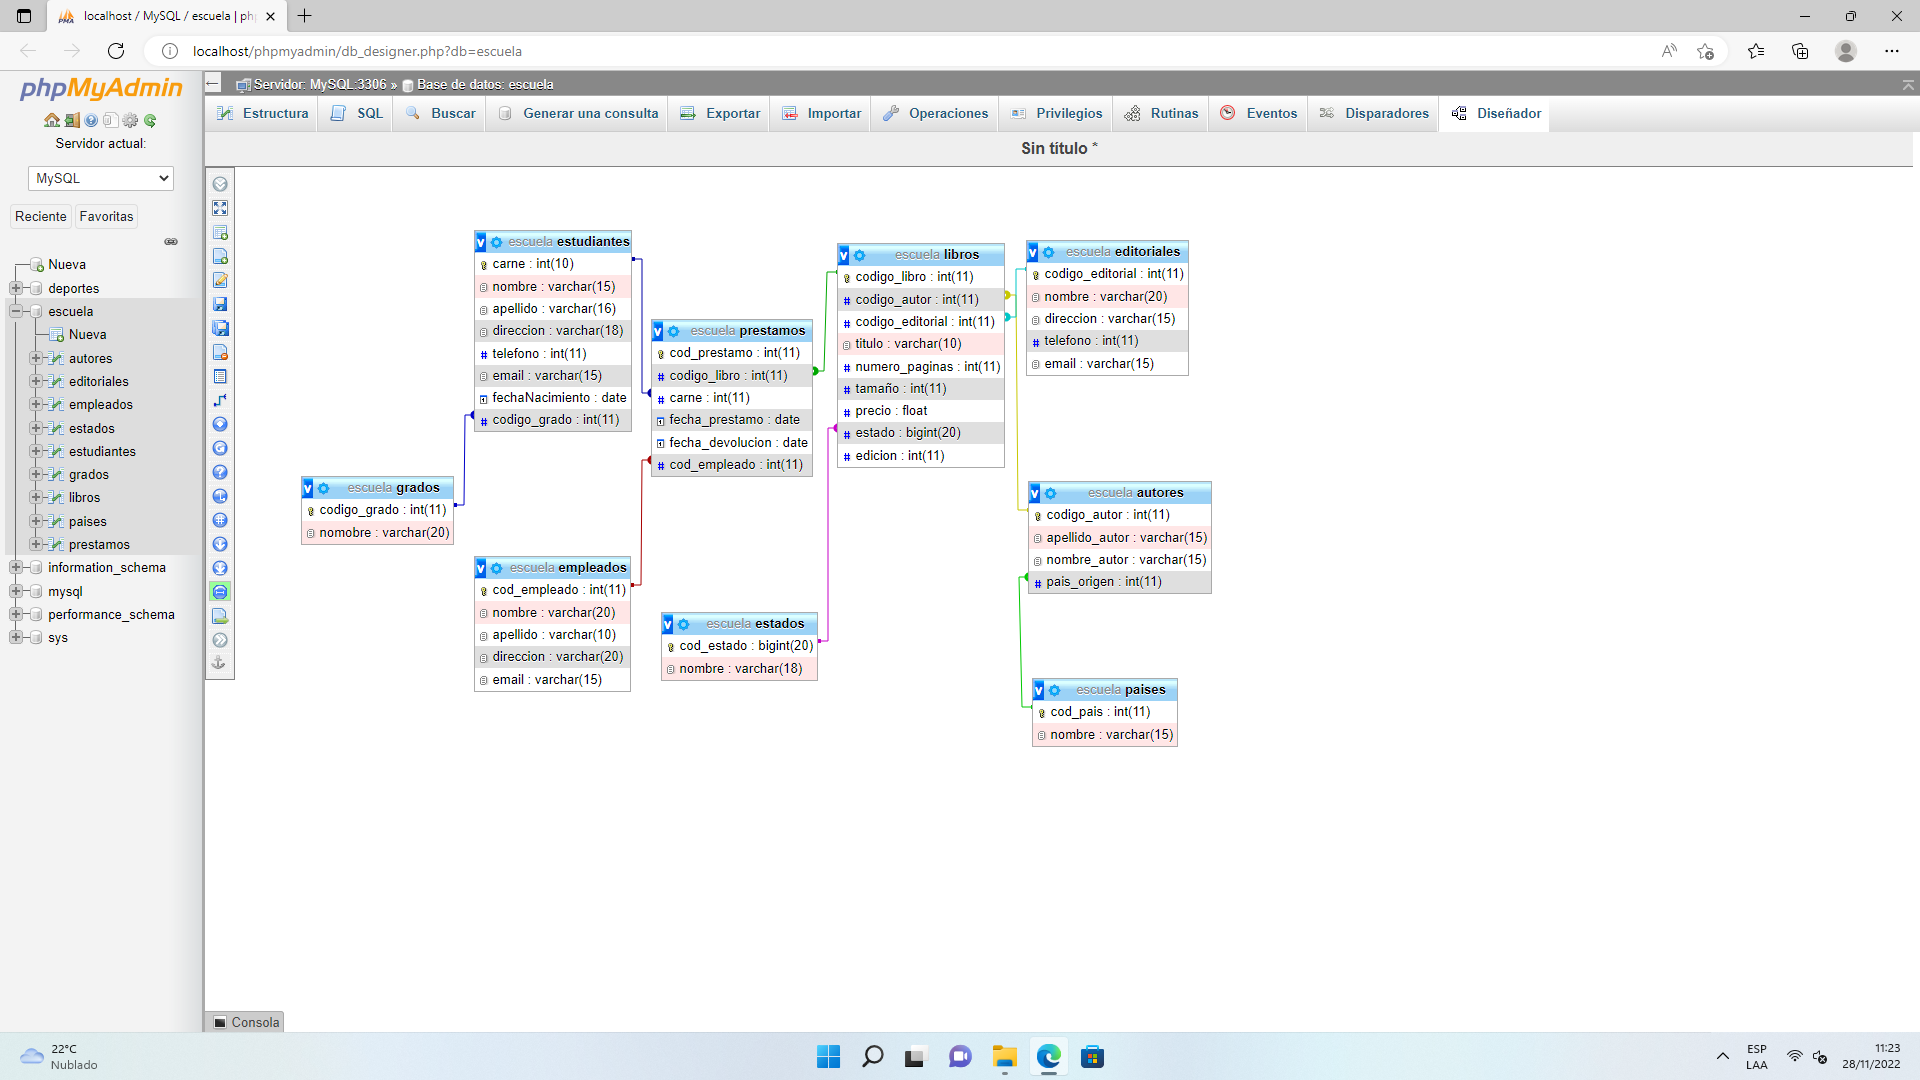 localhost / MySQL / escuela | ph
localhost/phpmyadmin/db_designer.php?db=escuela
phpMyAdmin
Servidor actual:
MySQL
Reciente
Favoritas
Nueva
deportes
escuela
Nueva
autores
editoriales
empleados
estados
estudiantes
grados
libros
paises
prestamos
information_schema
mysql
performance_schema
sys
Servidor: MySQL:3306 » Base de datos: escuela
Estructura
SQL
Buscar
Generar una consulta
Exportar
Importar
Operaciones
Privilegios
Rutinas
Eventos
Disparadores
Diseñador
Sin título *
escuela estudiantes
carne : int(10)
nombre : varchar(15)
apellido : varchar(16)
direccion : varchar(18)
telefono : int(11)
email : varchar(15)
fechaNacimiento : date
codigo_grado : int(11)
escuela prestamos
cod_prestamo : int(11)
codigo_libro : int(11)
carne : int(11)
fecha_prestamo : date
fecha_devolucion : date
cod_empleado : int(11)
escuela libros
codigo_libro : int(11)
codigo_autor : int(11)
codigo_editorial : int(11)
titulo : varchar(10)
numero_paginas : int(11)
tamaño : int(11)
precio : float
estado : bigint(20)
edicion : int(11)
escuela editoriales
codigo_editorial : int(11)
nombre : varchar(20)
direccion : varchar(15)
telefono : int(11)
email : varchar(15)
escuela grados
codigo_grado : int(11)
nomobre : varchar(20)
escuela empleados
cod_empleado : int(11)
nombre : varchar(20)
apellido : varchar(10)
direccion : varchar(20)
email : varchar(15)
escuela estados
cod_estado : bigint(20)
nombre : varchar(18)
escuela autores
codigo_autor : int(11)
apellido_autor : varchar(15)
nombre_autor : varchar(15)
pais_origen : int(11)
escuela paises
cod_pais : int(11)
nombre : varchar(15)
Consola
22°C
Nublado
ESP
LAA
11:23
28/11/2022